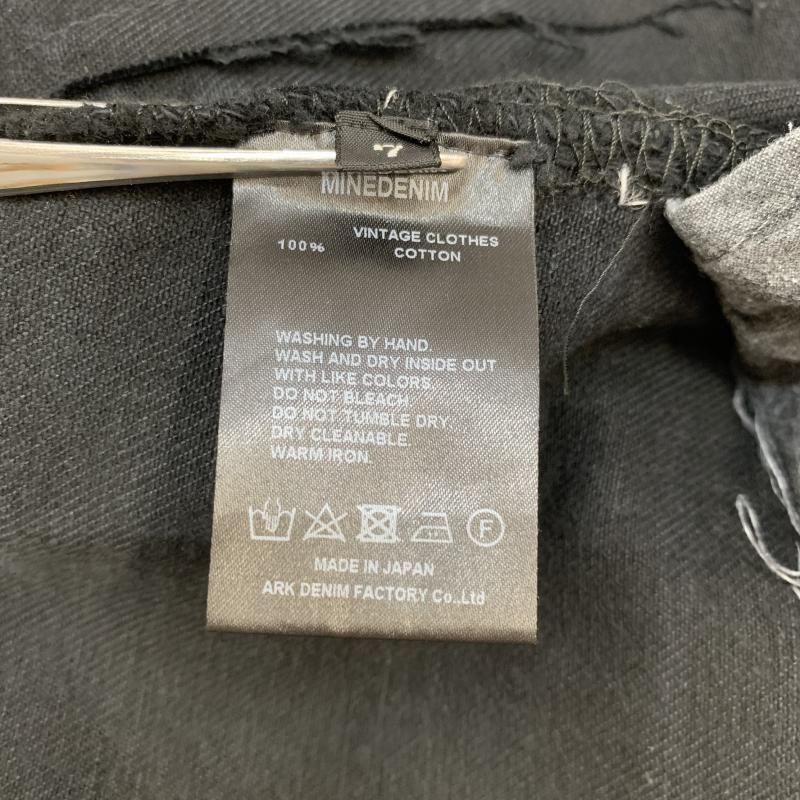 MINEDENIM
VINTAGE CLOTHES
100% COTTON
WASHING BY HAND.
WASH AND DRY INSIDE OUT
WITH LIKE COLORS.
DO NOT BLEACH
DO NOT TUMBLE DRY.
DRY CLEANABLE.
WARM IRON.
F
MADE IN JAPAN
ARK DENIM FACTORY Co.,Ltd